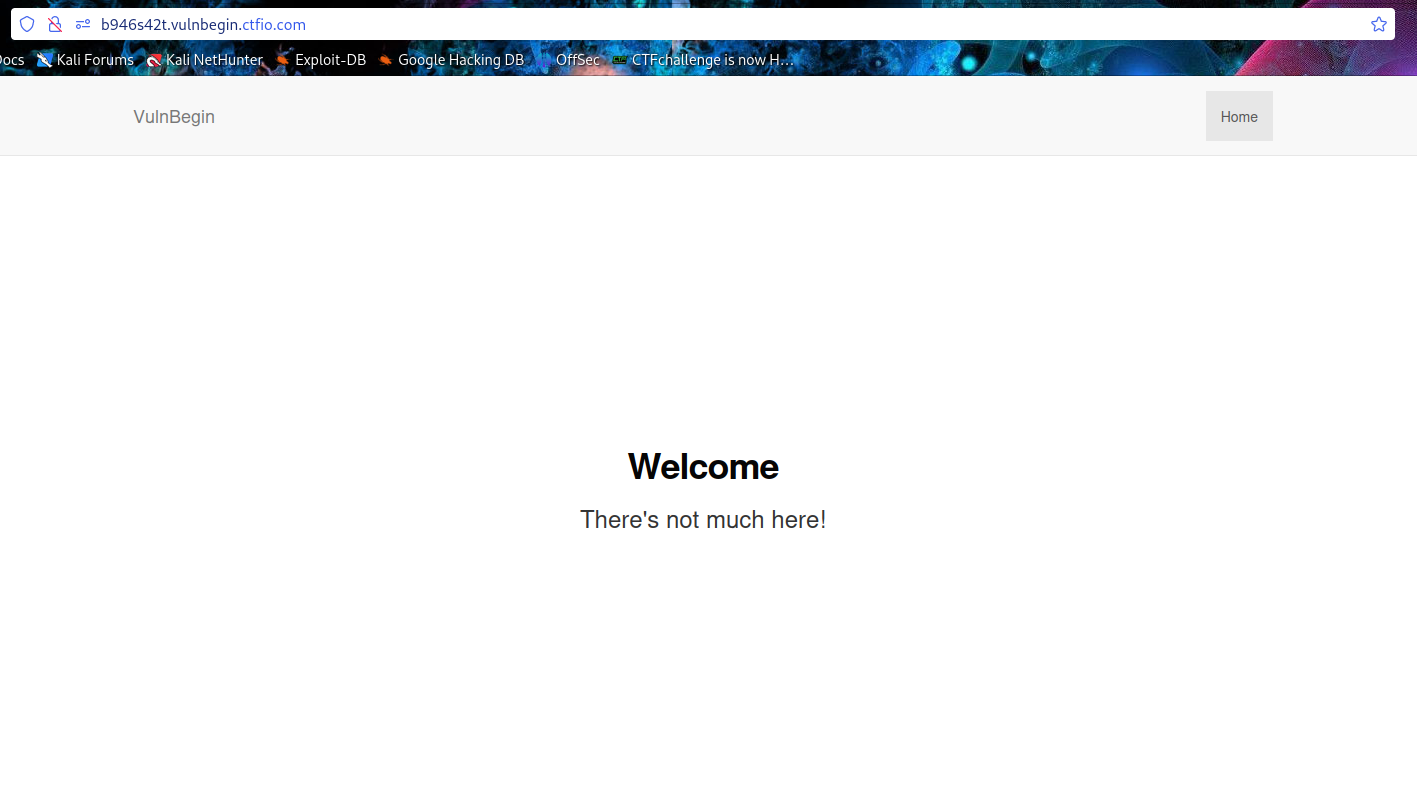 b946s42t.vulnbegin.ctfio.com
Docs Kali Forums Kali NetHunter Exploit-DB Google Hacking DB OffSec CTFchallenge is now H…
VulnBegin Home
Welcome
There's not much here!